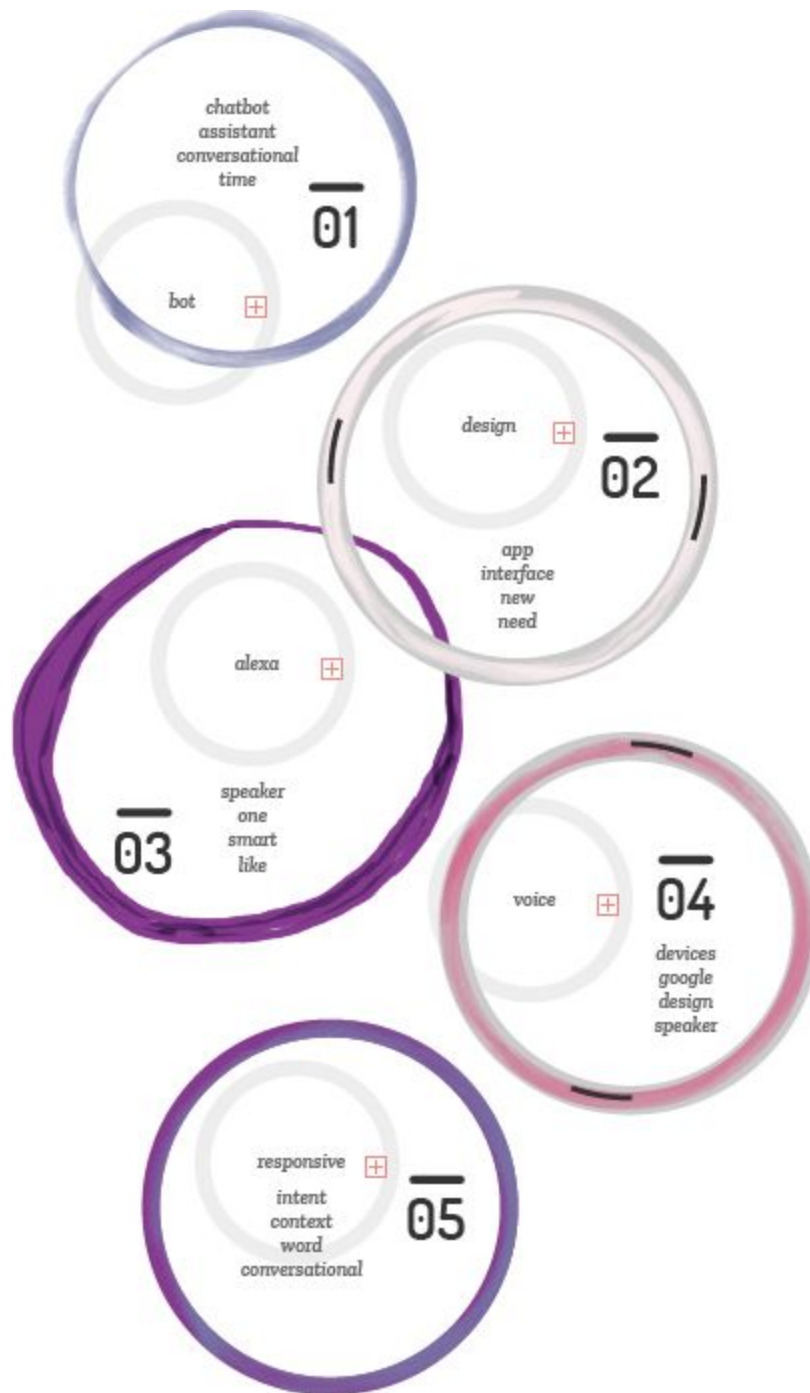 chatbot
assistant
conversational
time
01
bot
design
02
app
interface
new
need
alexa
speaker
one
smart
like
03
voice
04
devices
google
design
speaker
responsive
intent
context
word
conversational
05